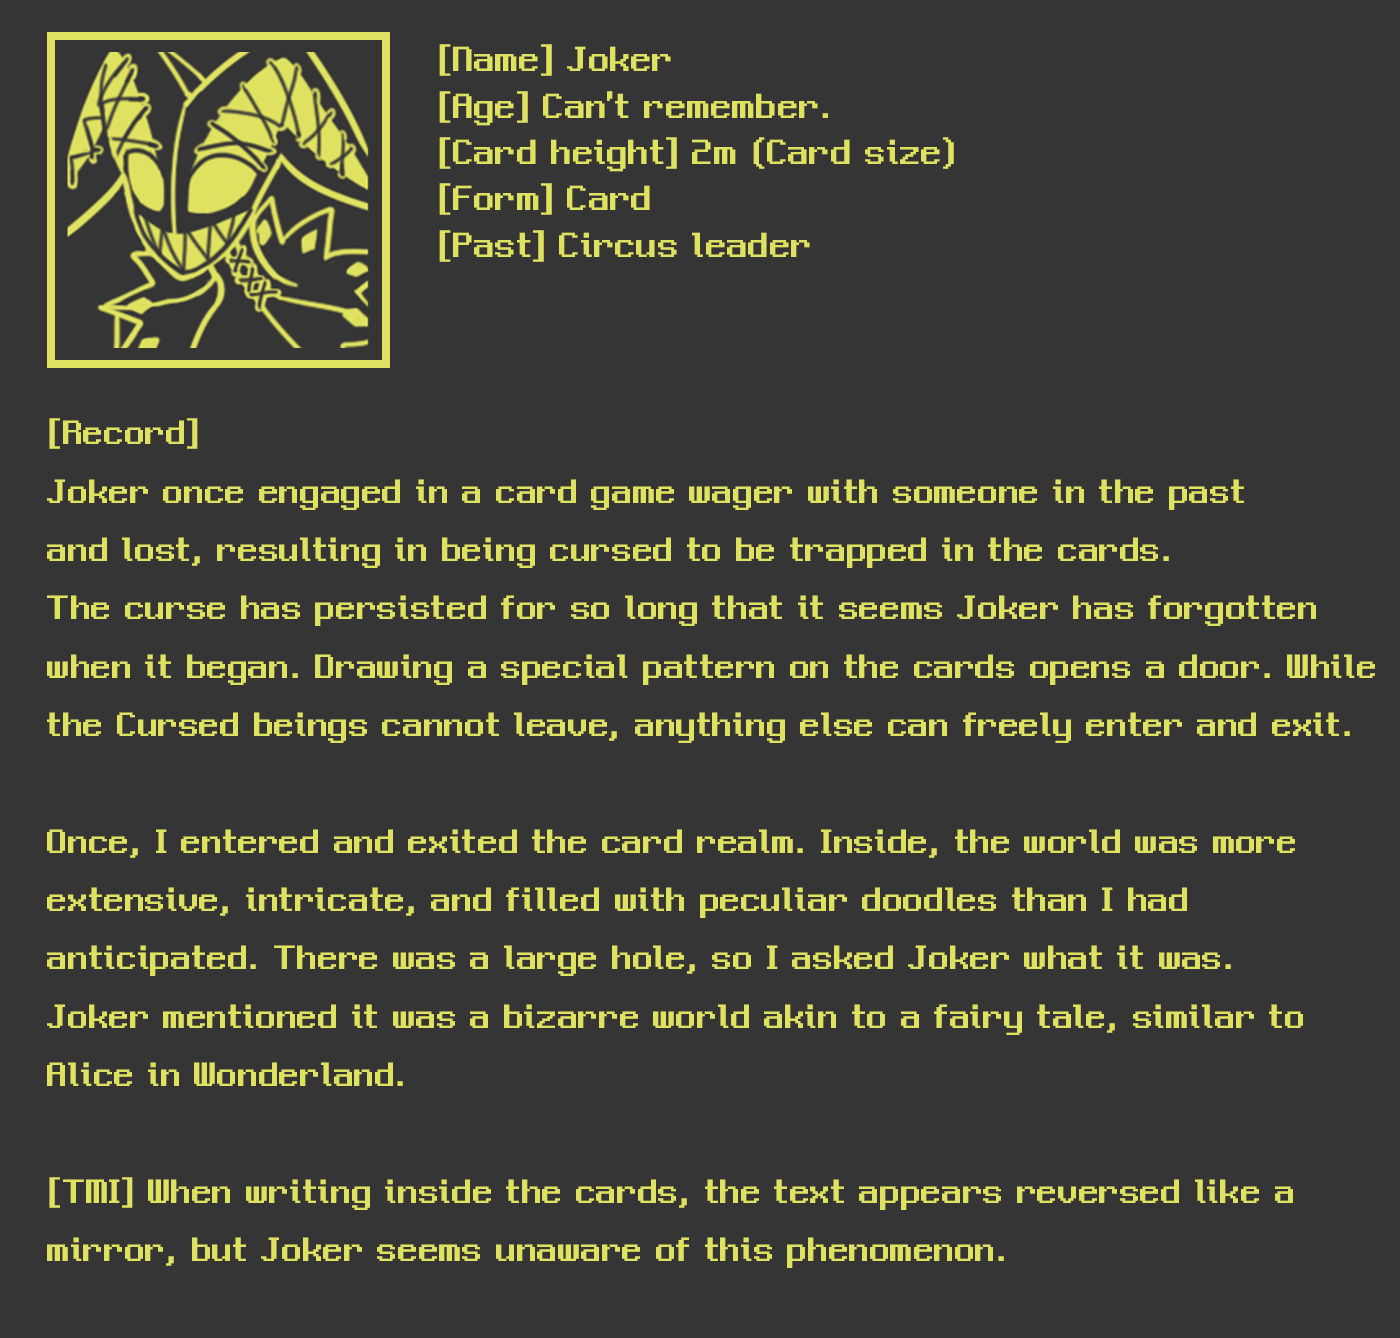 [Name] Joker
[Age] Can't remember.
[Card height] 2m (Card size)
[Form] Card
[Past] Circus leader
[Record]
Joker once engaged in a card game wager with someone in the past
and lost, resulting in being cursed to be trapped in the cards.
The curse has persisted for so long that it seems Joker has forgotten
when it began. Drawing a special pattern on the cards opens a door. While
the Cursed beings cannot leave, anything else can freely enter and exit.
Once, I entered and exited the card realm. Inside, the world was more
extensive, intricate, and filled with peculiar doodles than I had
anticipated. There was a large hole, so I asked Joker what it was.
Joker mentioned it was a bizarre world akin to a fairy tale, similar to
Alice in Wonderland.
[TMI] When writing inside the cards, the text appears reversed like a
mirror, but Joker seems unaware of this phenomenon.